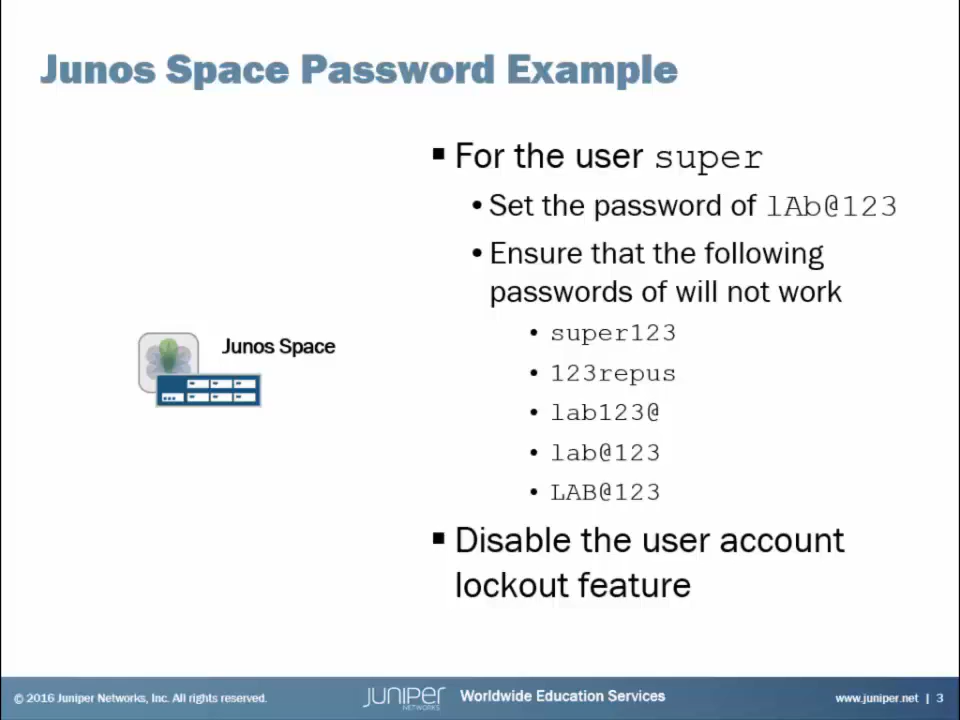 Junos Space Password Example
▪ For the user super
• Set the password of lAb@123
• Ensure that the following
passwords of will not work
• super123
• 123repus
• lab123@
• lab@123
• LAB@123
▪ Disable the user account
lockout feature
Junos Space
© 2016 Juniper Networks, Inc. All rights reserved.
JUNIPER
NETWORKS
Worldwide Education Services
www.juniper.net | 3